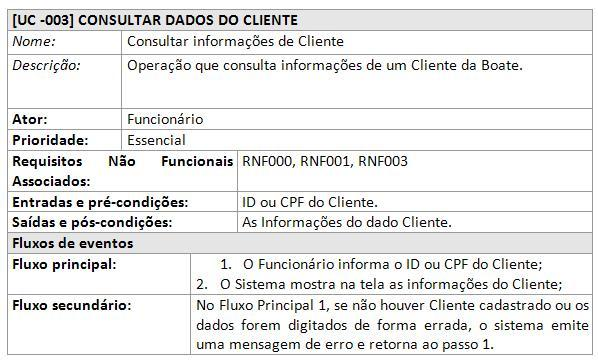 [UC -003] CONSULTAR DADOS DO CLIENTE
Nome: Consultar informações de Cliente
Descrição: Operação que consulta informações de um Cliente da Boate.
Ator: Funcionário
Prioridade: Essencial
Requisitos Não Funcionais Associados: RNF000, RNF001, RNF003
Entradas e pré-condições: ID ou CPF do Cliente.
Saídas e pós-condições: As Informações do dado Cliente.
Fluxos de eventos
Fluxo principal: 1. O Funcionário informa o ID ou CPF do Cliente;
2. O Sistema mostra na tela as informações do Cliente;
Fluxo secundário: No Fluxo Principal 1, se não houver Cliente cadastrado ou os
dados forem digitados de forma errada, o sistema emite
uma mensagem de erro e retorna ao passo 1.